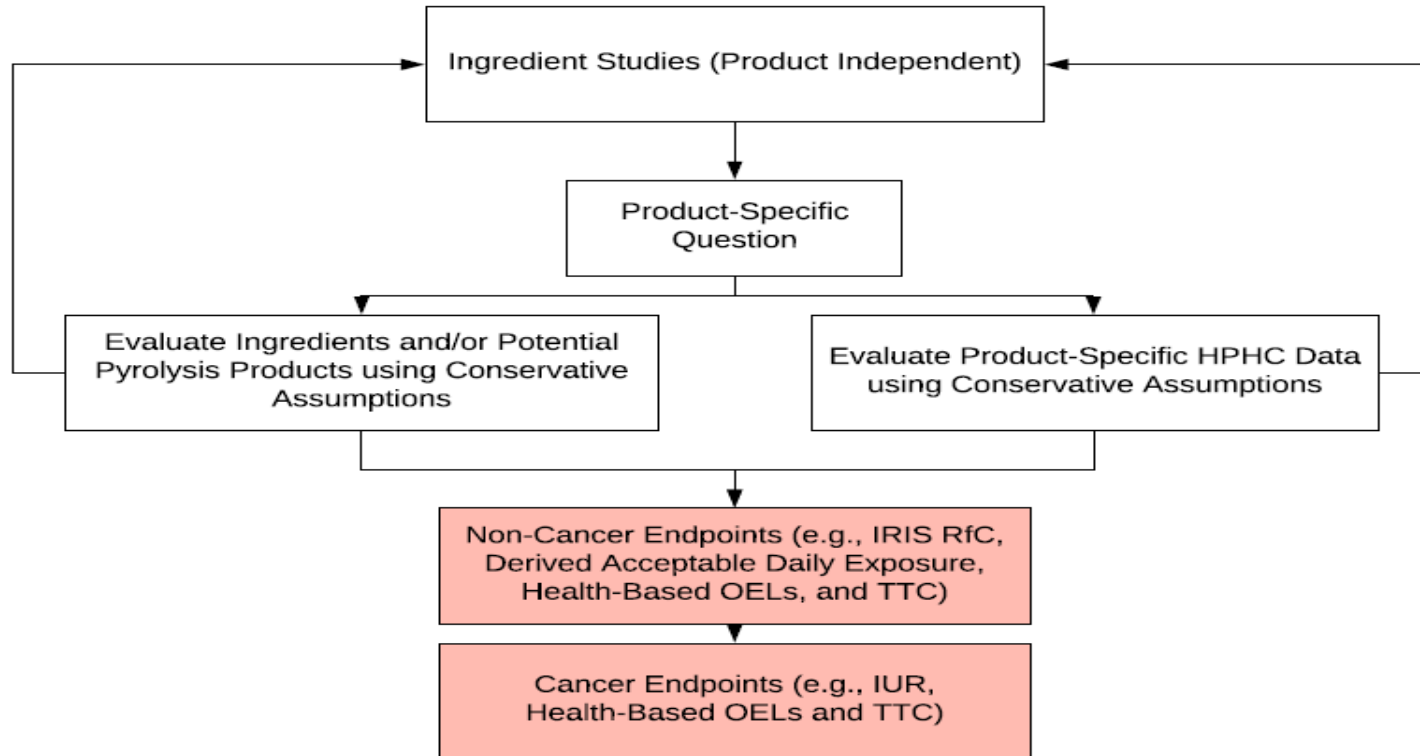 Ingredient Studies (Product Independent)
Product-Specific
Question
Evaluate Ingredients and/or Potential
Pyrolysis Products using Conservative
Assumptions
Evaluate Product-Specific HPHC Data
using Conservative Assumptions
Non-Cancer Endpoints (e.g., IRIS RfC,
Derived Acceptable Daily Exposure,
Health-Based OELs, and TTC)
Cancer Endpoints (e.g., IUR,
Health-Based OELs and TTC)